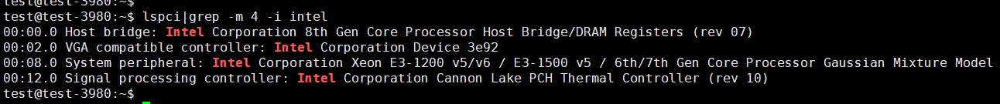 test@test-3980:~$
test@test-3980:~$ lspci|grep -m 4 -i intel
00:00.0 Host bridge: Intel Corporation 8th Gen Core Processor Host Bridge/DRAM Registers (rev 07)
00:02.0 VGA compatible controller: Intel Corporation Device 3e92
00:08.0 System peripheral: Intel Corporation Xeon E3-1200 v5/v6 / E3-1500 v5 / 6th/7th Gen Core Processor Gaussian Mixture Model
00:12.0 Signal processing controller: Intel Corporation Cannon Lake PCH Thermal Controller (rev 10)
test@test-3980:~$